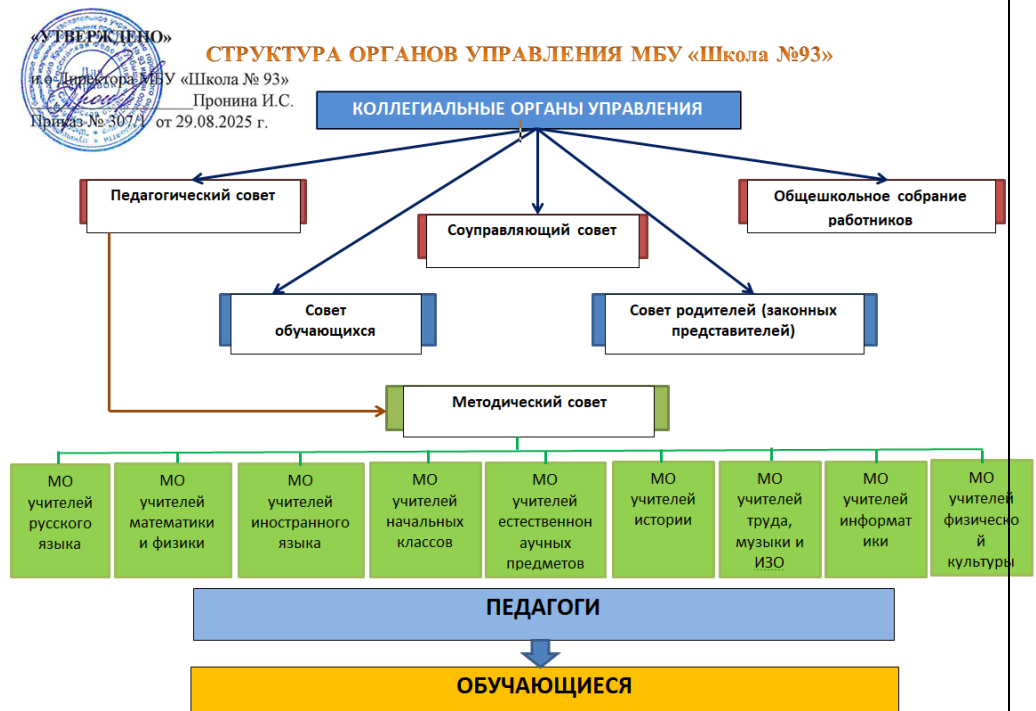 «УТВЕРЖДЕНО»
СТРУКТУРА ОРГАНОВ УПРАВЛЕНИЯ МБУ «Школа №93»
и.о Директора МБУ «Школа № 93»
Пронина И.С.
Приказ № 307/1 от 29.08.2025 г.
КОЛЛЕГИАЛЬНЫЕ ОРГАНЫ УПРАВЛЕНИЯ
Педагогический совет
Общешкольное собрание
работников
Соуправляющий совет
Совет
обучающихся
Совет родителей (законных
представителей)
Методический совет
МО
учителей
русского
языка
МО
учителей
математики
и физики
МО
учителей
иностранного
языка
МО
учителей
начальных
классов
МО
учителей
естественнон
аучных
предметов
МО
учителей
истории
МО
учителей
труда,
музыки и
ИЗО
МО
учителей
информат
ики
МО
учителей
физическо
й
культуры
ПЕДАГОГИ
ОБУЧАЮЩИЕСЯ